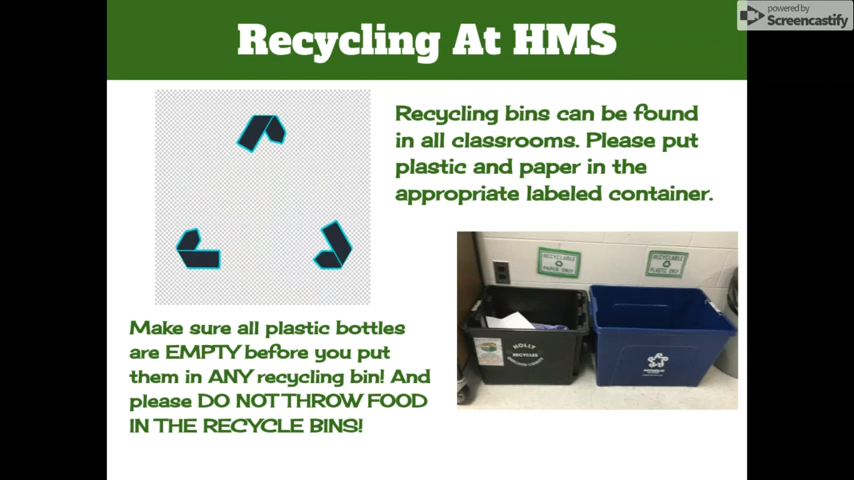 powered by
Screencastify
Recycling At HMS
Recycling bins can be found
in all classrooms. Please put
plastic and paper in the
appropriate labeled container.
RECYCLABLE
PAPER ONLY
RECYCLABLE
PLASTIC ONLY
HOLLY
RECYCLES
Make sure all plastic bottles
are EMPTY before you put
them in ANY recycling bin! And
please DO NOT THROW FOOD
IN THE RECYCLE BINS!